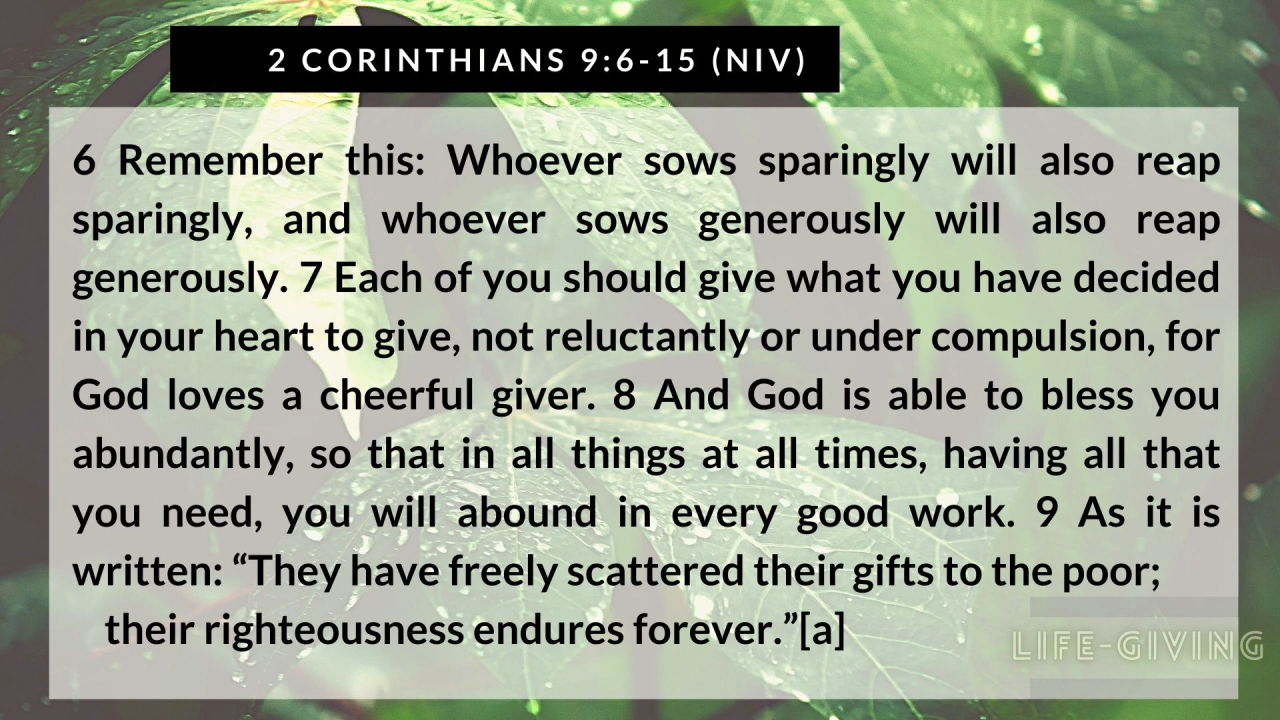 2 CORINTHIANS 9:6-15 (NIV)
6 Remember this: Whoever sows sparingly will also reap
sparingly, and whoever sows generously will also reap
generously. 7 Each of you should give what you have decided
in your heart to give, not reluctantly or under compulsion, for
God loves a cheerful giver. 8 And God is able to bless you
abundantly, so that in all things at all times, having all that
you need, you will abound in every good work. 9 As it is
written: “They have freely scattered their gifts to the poor;
their righteousness endures forever.”[a]
LIFE-GIVING